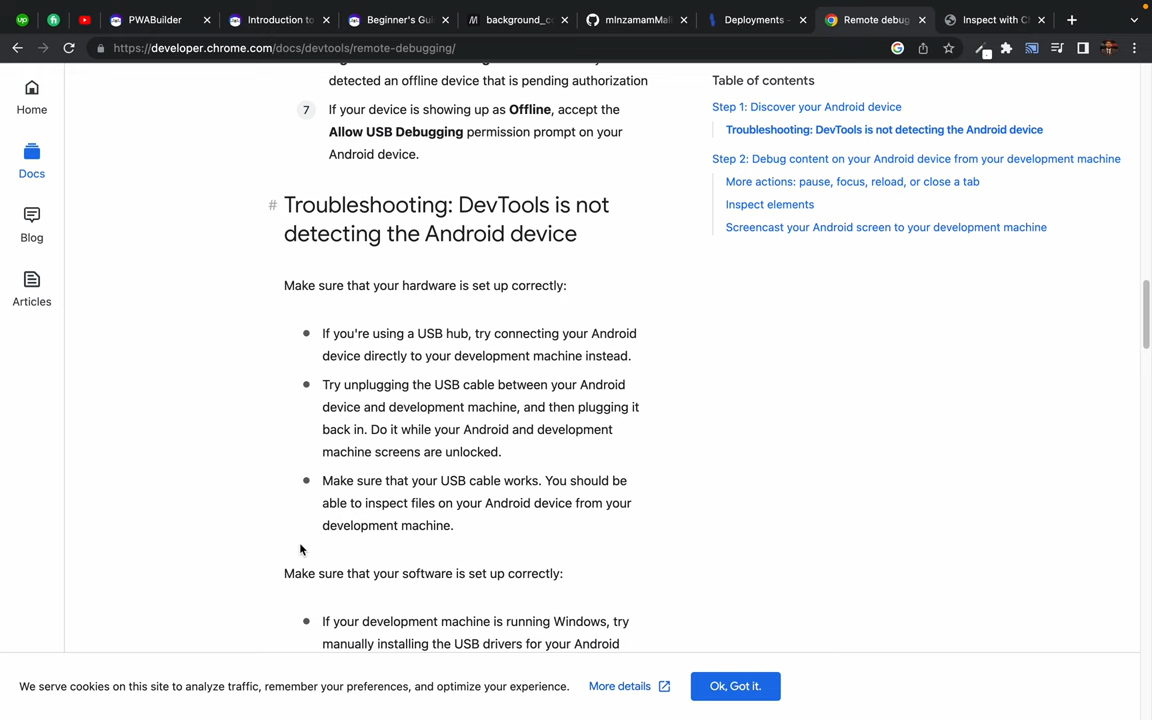 up
fi
PWABuilder
Introduction to
Beginner's Gui
background_co
mInzamamMali
Deployments -
Remote debug
Inspect with Ch
https://developer.chrome.com/docs/devtools/remote-debugging/
Home
Docs
Blog
Articles
detected an offline device that is pending authorization
7 If your device is showing up as Offline, accept the
Allow USB Debugging permission prompt on your
Android device.
# Troubleshooting: DevTools is not
detecting the Android device
Make sure that your hardware is set up correctly:
If you're using a USB hub, try connecting your Android
device directly to your development machine instead.
Try unplugging the USB cable between your Android
device and development machine, and then plugging it
back in. Do it while your Android and development
machine screens are unlocked.
Make sure that your USB cable works. You should be
able to inspect files on your Android device from your
development machine.
Make sure that your software is set up correctly:
If your development machine is running Windows, try
manually installing the USB drivers for your Android
Table of contents
Step 1: Discover your Android device
Troubleshooting: DevTools is not detecting the Android device
Step 2: Debug content on your Android device from your development machine
More actions: pause, focus, reload, or close a tab
Inspect elements
Screencast your Android screen to your development machine
We serve cookies on this site to analyze traffic, remember your preferences, and optimize your experience.
More details
Ok, Got it.